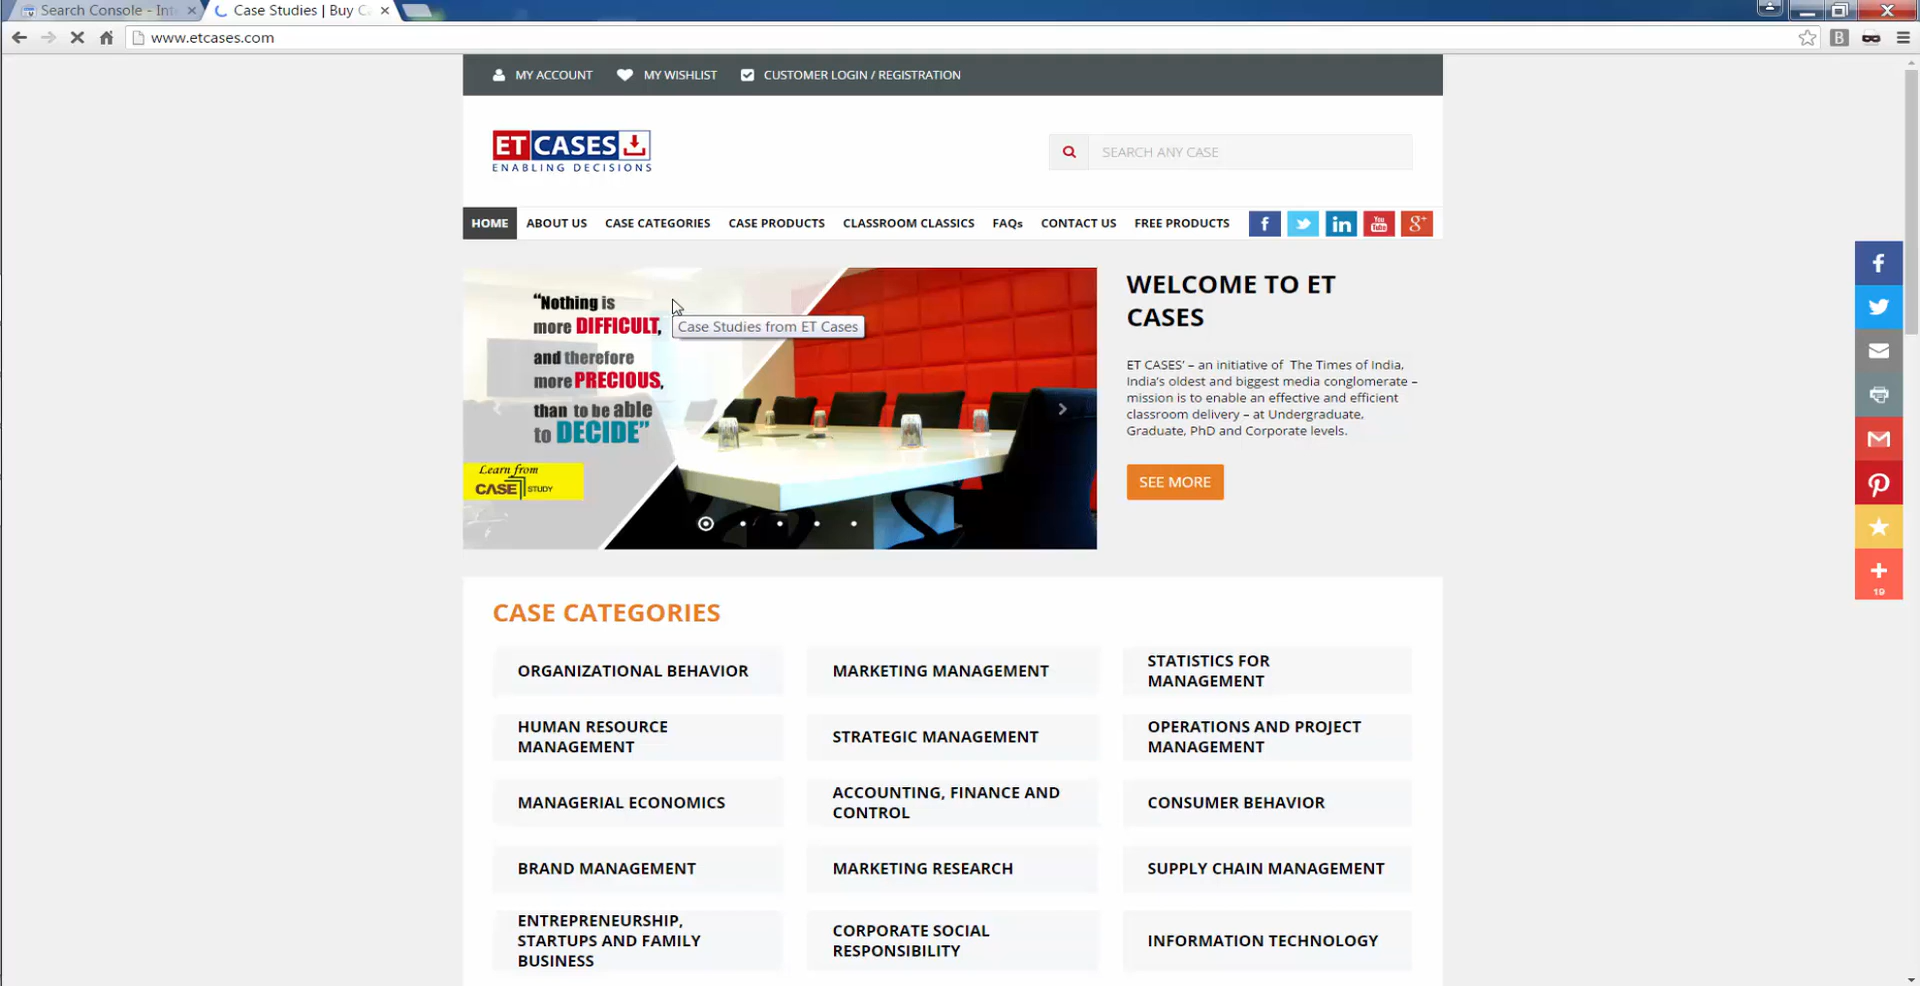 Search Console - Int
Case Studies | Buy C
www.etcases.com
MY ACCOUNT
MY WISHLIST
CUSTOMER LOGIN / REGISTRATION
ET CASES
ENABLING DECISIONS
SEARCH ANY CASE
HOME
ABOUT US
CASE CATEGORIES
CASE PRODUCTS
CLASSROOM CLASSICS
FAQs
CONTACT US
FREE PRODUCTS
You Tube
g+
“Nothing is
more DIFFICULT,
and therefore
more PRECIOUS,
than to be able
to DECIDE”
Case Studies from ET Cases
Learn from
CASE STUDY
WELCOME TO ET
CASES
ET CASES’ – an initiative of The Times of India,
India’s oldest and biggest media conglomerate –
mission is to enable an effective and efficient
classroom delivery – at Undergraduate,
Graduate, PhD and Corporate levels.
SEE MORE
19
CASE CATEGORIES
ORGANIZATIONAL BEHAVIOR
MARKETING MANAGEMENT
STATISTICS FOR
MANAGEMENT
HUMAN RESOURCE
MANAGEMENT
STRATEGIC MANAGEMENT
OPERATIONS AND PROJECT
MANAGEMENT
MANAGERIAL ECONOMICS
ACCOUNTING, FINANCE AND
CONTROL
CONSUMER BEHAVIOR
BRAND MANAGEMENT
MARKETING RESEARCH
SUPPLY CHAIN MANAGEMENT
ENTREPRENEURSHIP,
STARTUPS AND FAMILY
BUSINESS
CORPORATE SOCIAL
RESPONSIBILITY
INFORMATION TECHNOLOGY